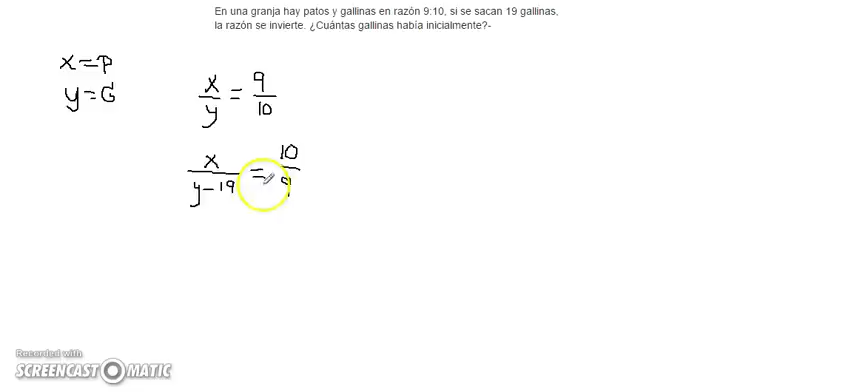 En una granja hay patos y gallinas en razón 9:10, si se sacan 19 gallinas,
la razón se invierte. ¿Cuántas gallinas había inicialmente?-
x = P
y = G
x/y = 9/10
x/(y-19) = 10/9
Recorded with
SCREENCAST-O-MATIC